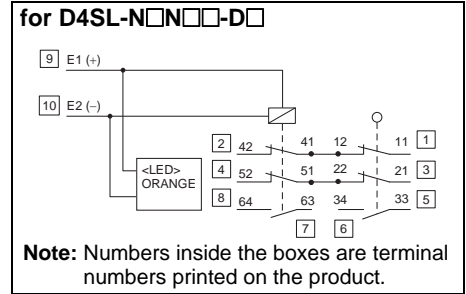 for D4SL-N□N□□-D□
9 E1 (+)
10 E2 (−)
<LED>
ORANGE
2 42 41 12 11 1
4 52 51 22 21 3
8 64 63 34 33 5
7 6
Note: Numbers inside the boxes are terminal
numbers printed on the product.